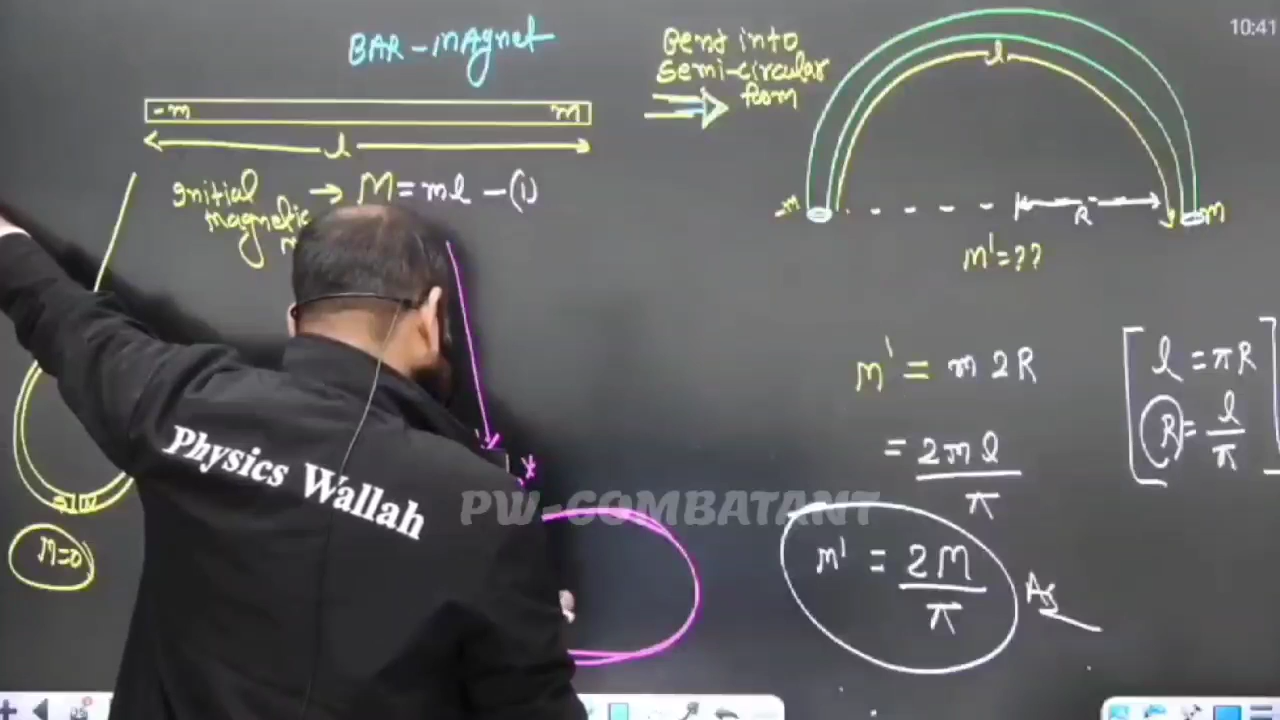 10:41
BAR-mAgnet
-m m
l
Initial magnetic → M = ml -(1)
Bent into
semi-circular
form
l
-m R m
M'=??
M' = m 2R
= 2ml / π
M' = 2M / π
l = πR
R = l / π
M=0
Physics Wallah
PW-COMBATANT